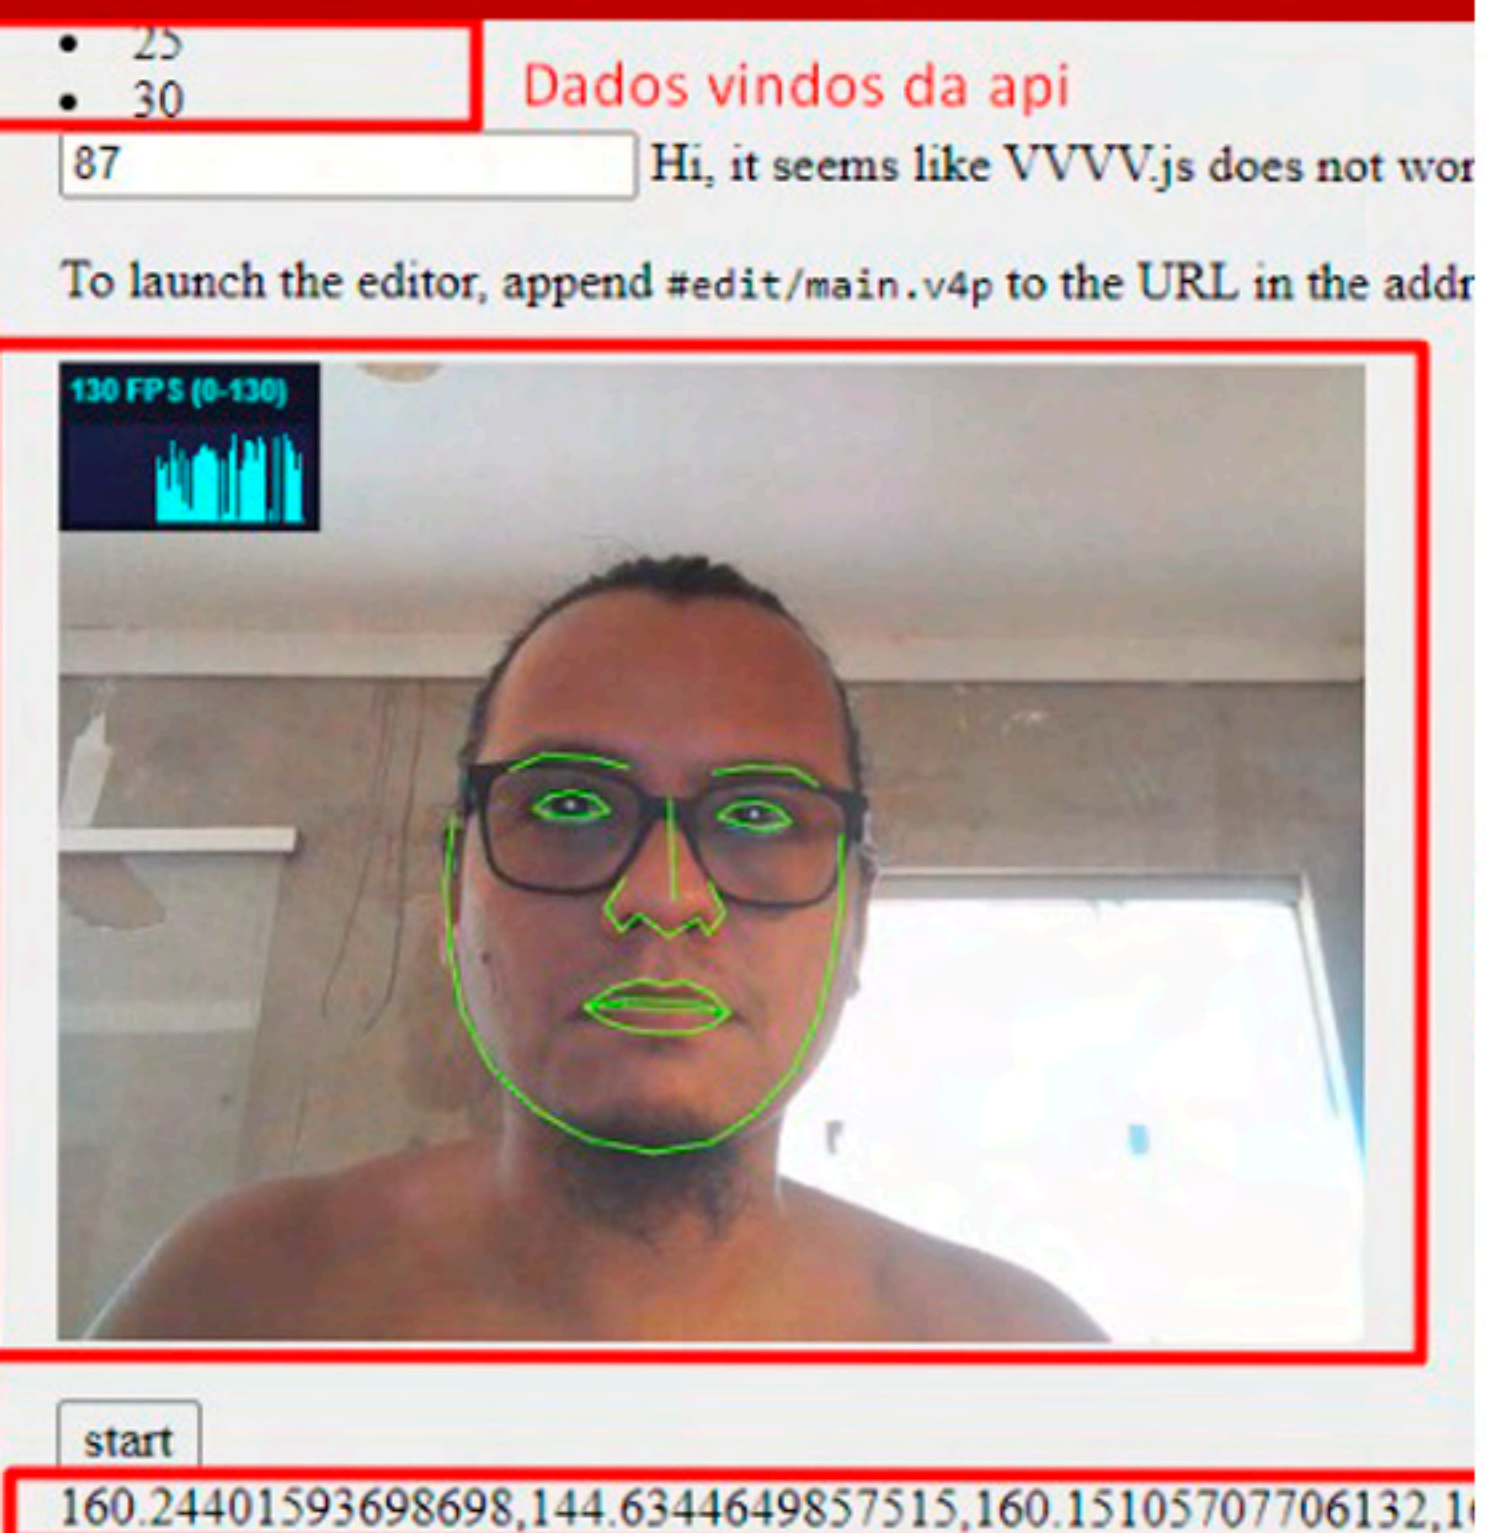 25
Dados vindos da api
30
87 Hi, it seems like VVVV.js does not wor
To launch the editor, append #edit/main.v4p to the URL in the addr
130 FPS (0-130)
start
160.24401593698698,144.6344649857515,160.15105707706132,16